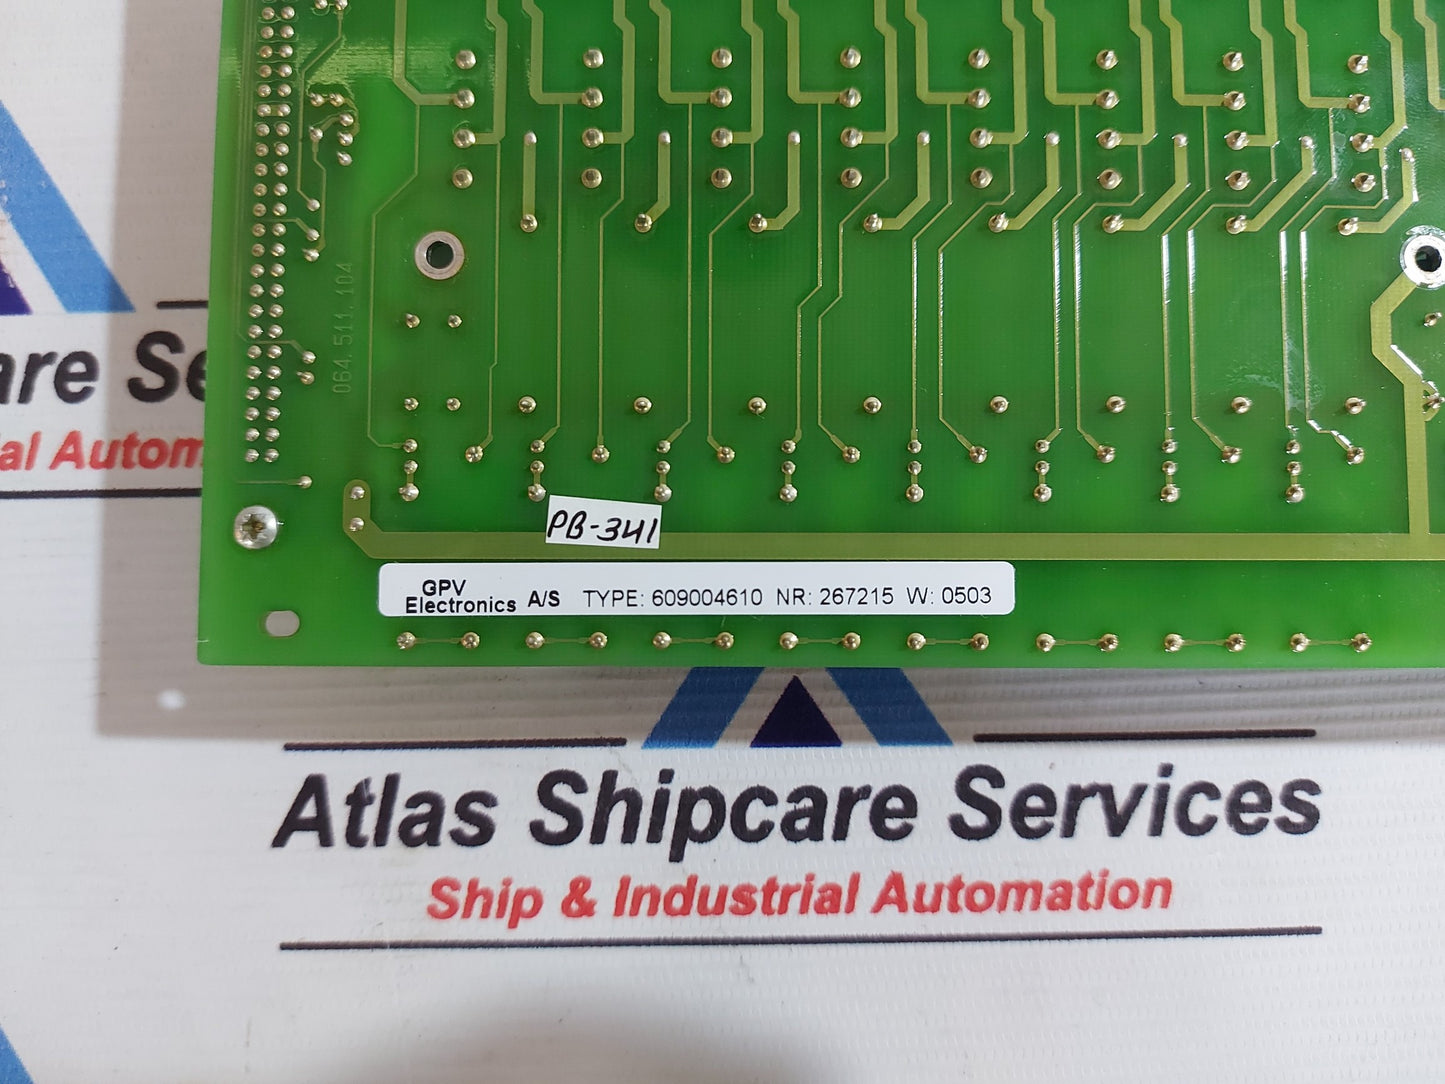 064.511.104
are Se
al Autom
PB-341
GPV
Electronics A/S TYPE: 609004610 NR: 267215 W: 0503
Atlas Shipcare Services
Ship & Industrial Automation